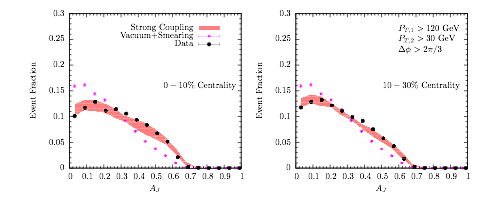 0.3
0.25
0.2
0.15
0.1
0.05
0
Event Fraction
Strong Coupling
Vacuum+Smearing
Data
0 − 10% Centrality
0 0.1 0.2 0.3 0.4 0.5 0.6 0.7 0.8 0.9 1
A_J
0.3
0.25
0.2
0.15
0.1
0.05
0
Event Fraction
P_{T,1} > 120 GeV
P_{T,2} > 30 GeV
Δϕ > 2π/3
10 − 30% Centrality
0 0.1 0.2 0.3 0.4 0.5 0.6 0.7 0.8 0.9 1
A_J